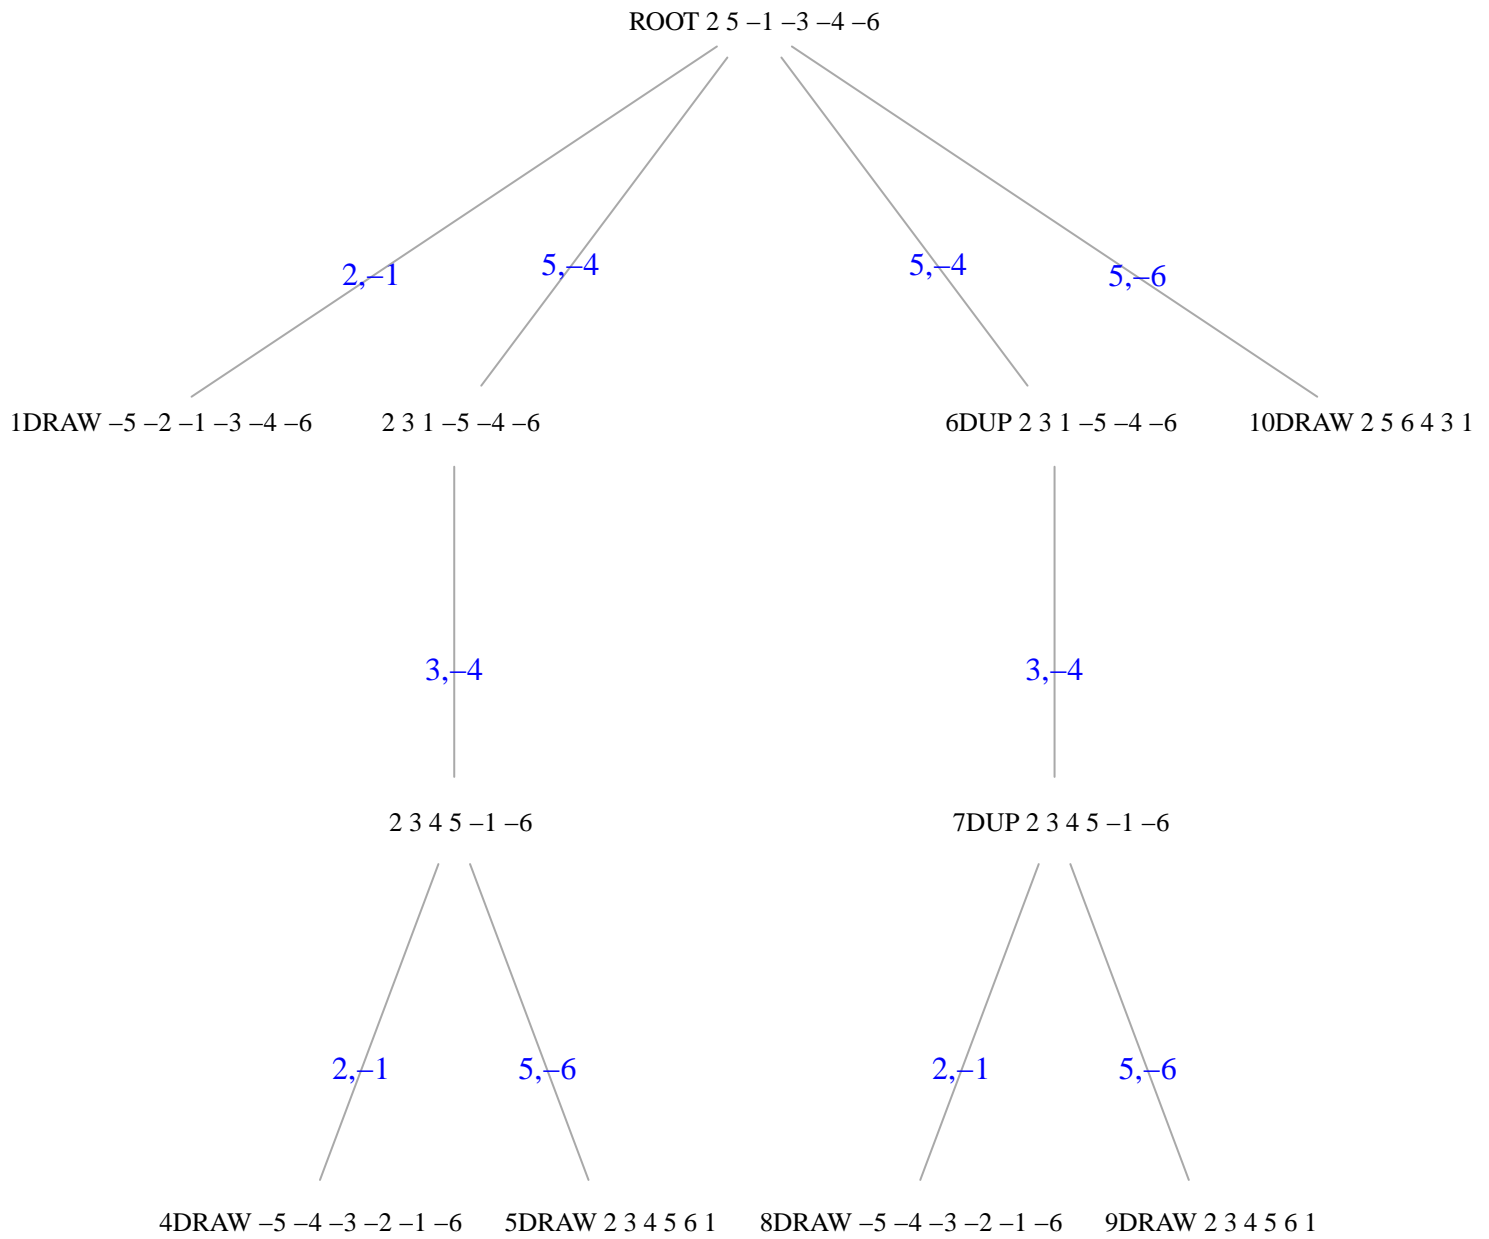 ROOT 2 5 –1 –3 –4 –6
2,–1
5,–4
5,–4
5,–6
1DRAW –5 –2 –1 –3 –4 –6
2 3 1 –5 –4 –6
6DUP 2 3 1 –5 –4 –6
10DRAW 2 5 6 4 3 1
3,–4
3,–4
2 3 4 5 –1 –6
7DUP 2 3 4 5 –1 –6
2,–1
5,–6
2,–1
5,–6
4DRAW –5 –4 –3 –2 –1 –6
5DRAW 2 3 4 5 6 1
8DRAW –5 –4 –3 –2 –1 –6
9DRAW 2 3 4 5 6 1